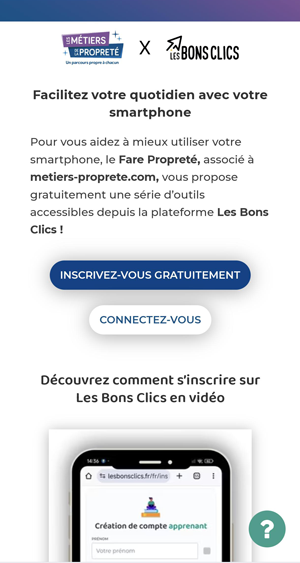 LES MÉTIERS
DE LA PROPRETÉ
Un parcours propre à chacun
X
LES BONS CLICS
Facilitez votre quotidien avec votre
smartphone
Pour vous aidez à mieux utiliser votre
smartphone, le Fare Propreté, associé à
metiers-proprete.com, vous propose
gratuitement une série d’outils
accessibles depuis la plateforme Les Bons
Clics !
INSCRIVEZ-VOUS GRATUITEMENT
CONNECTEZ-VOUS
Découvrez comment s’inscrire sur
Les Bons Clics en vidéo
14:36
lesbonsclics.fr/fr/ins
Création de compte apprenant
PRÉNOM
Votre prénom
?